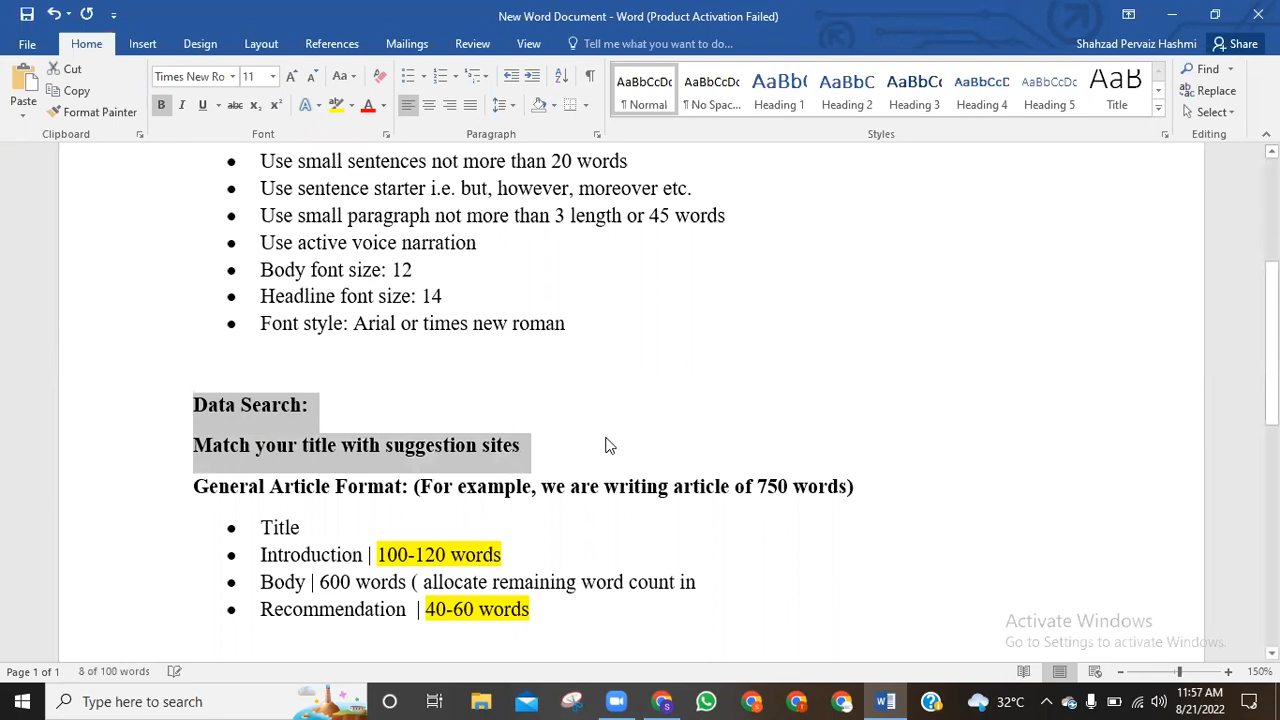 New Word Document - Word (Product Activation Failed)
File Home Insert Design Layout References Mailings Review View Tell me what you want to do... Shahzad Pervaiz Hashmi Share
Paste Cut Copy Format Painter Clipboard
Times New Ro 11 Aa A
B I U abc x₂ x² A A Font
Paragraph
AaBbCcDc AaBbCcDc AaBbC AaBbCc AaBbCc AaBbCcD AaBbCcDc AaB
¶ Normal ¶ No Spac... Heading 1 Heading 2 Heading 3 Heading 4 Heading 5 Title
Styles
Find
Replace
Select
Editing
• Use small sentences not more than 20 words
• Use sentence starter i.e. but, however, moreover etc.
• Use small paragraph not more than 3 length or 45 words
• Use active voice narration
• Body font size: 12
• Headline font size: 14
• Font style: Arial or times new roman
Data Search:
Match your title with suggestion sites
General Article Format: (For example, we are writing article of 750 words)
• Title
• Introduction | 100-120 words
• Body | 600 words ( allocate remaining word count in
• Recommendation | 40-60 words
Activate Windows
Go to Settings to activate Windows.
Page 1 of 1 8 of 100 words 150%
Type here to search 32°C 11:57 AM
8/21/2022